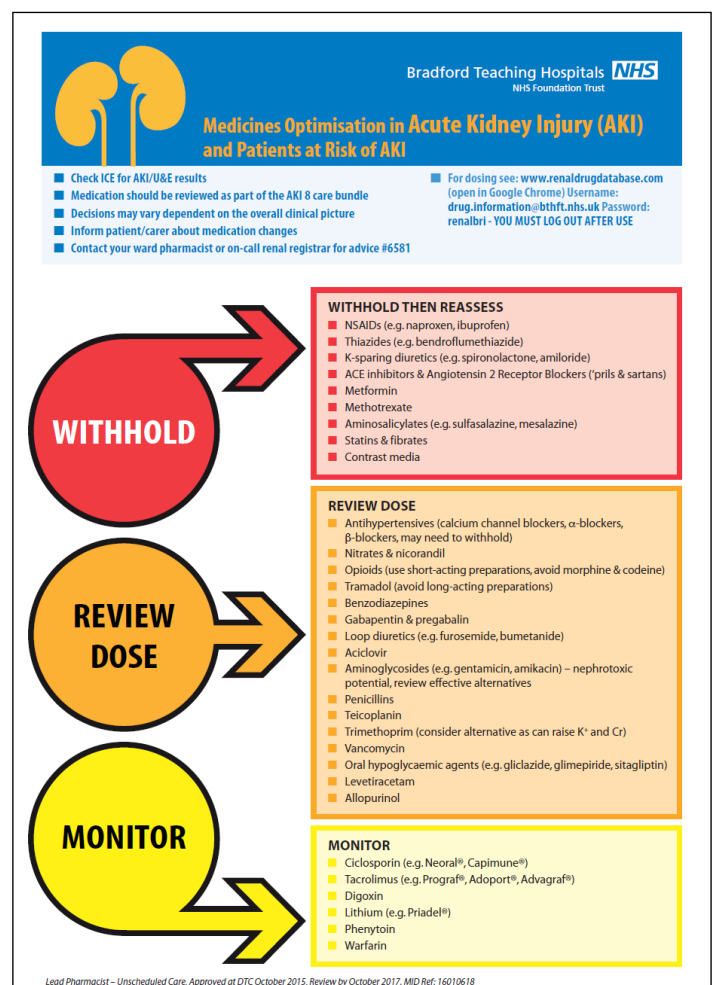 Bradford Teaching Hospitals NHS
NHS Foundation Trust
Medicines Optimisation in Acute Kidney Injury (AKI)
and Patients at Risk of AKI
■ Check ICE for AKI/U&E results
■ Medication should be reviewed as part of the AKI 8 care bundle
■ Decisions may vary dependent on the overall clinical picture
■ Inform patient/carer about medication changes
■ Contact your ward pharmacist or on-call renal registrar for advice #6581
■ For dosing see: www.renaldrugdatabase.com
(open in Google Chrome) Username:
drug.information@bthft.nhs.uk Password:
renalbri - YOU MUST LOG OUT AFTER USE
WITHHOLD
WITHHOLD THEN REASSESS
■ NSAIDs (e.g. naproxen, ibuprofen)
■ Thiazides (e.g. bendroflumethiazide)
■ K-sparing diuretics (e.g. spironolactone, amiloride)
■ ACE inhibitors & Angiotensin 2 Receptor Blockers ('prils & sartans)
■ Metformin
■ Methotrexate
■ Aminosalicylates (e.g. sulfasalazine, mesalazine)
■ Statins & fibrates
■ Contrast media
REVIEW
DOSE
REVIEW DOSE
■ Antihypertensives (calcium channel blockers, α-blockers,
β-blockers, may need to withhold)
■ Nitrates & nicorandil
■ Opioids (use short-acting preparations, avoid morphine & codeine)
■ Tramadol (avoid long-acting preparations)
■ Benzodiazepines
■ Gabapentin & pregabalin
■ Loop diuretics (e.g. furosemide, bumetanide)
■ Aciclovir
■ Aminoglycosides (e.g. gentamicin, amikacin) – nephrotoxic
potential, review effective alternatives
■ Penicillins
■ Teicoplanin
■ Trimethoprim (consider alternative as can raise K⁺ and Cr)
■ Vancomycin
■ Oral hypoglycaemic agents (e.g. gliclazide, glimepiride, sitagliptin)
■ Levetiracetam
■ Allopurinol
MONITOR
MONITOR
■ Ciclosporin (e.g. Neoral®, Capimune®)
■ Tacrolimus (e.g. Prograf®, Adoport®, Advagraf®)
■ Digoxin
■ Lithium (e.g. Priadel®)
■ Phenytoin
■ Warfarin
Lead Pharmacist – Unscheduled Care. Approved at DTC October 2015. Review by October 2017. MID Ref: 16010618